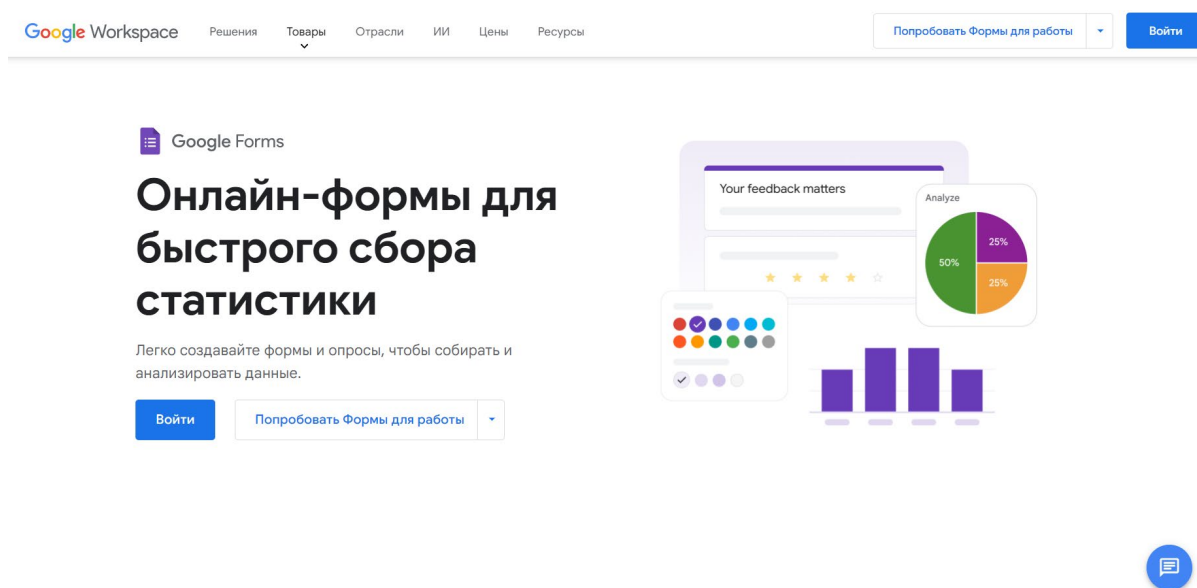 Google Workspace Решения Товары Отрасли ИИ Цены Ресурсы Попробовать Формы для работы Войти
Google Forms
Онлайн-формы для
быстрого сбора
статистики
Легко создавайте формы и опросы, чтобы собирать и
анализировать данные.
Войти Попробовать Формы для работы
Your feedback matters
Analyze
25%
50%
25%